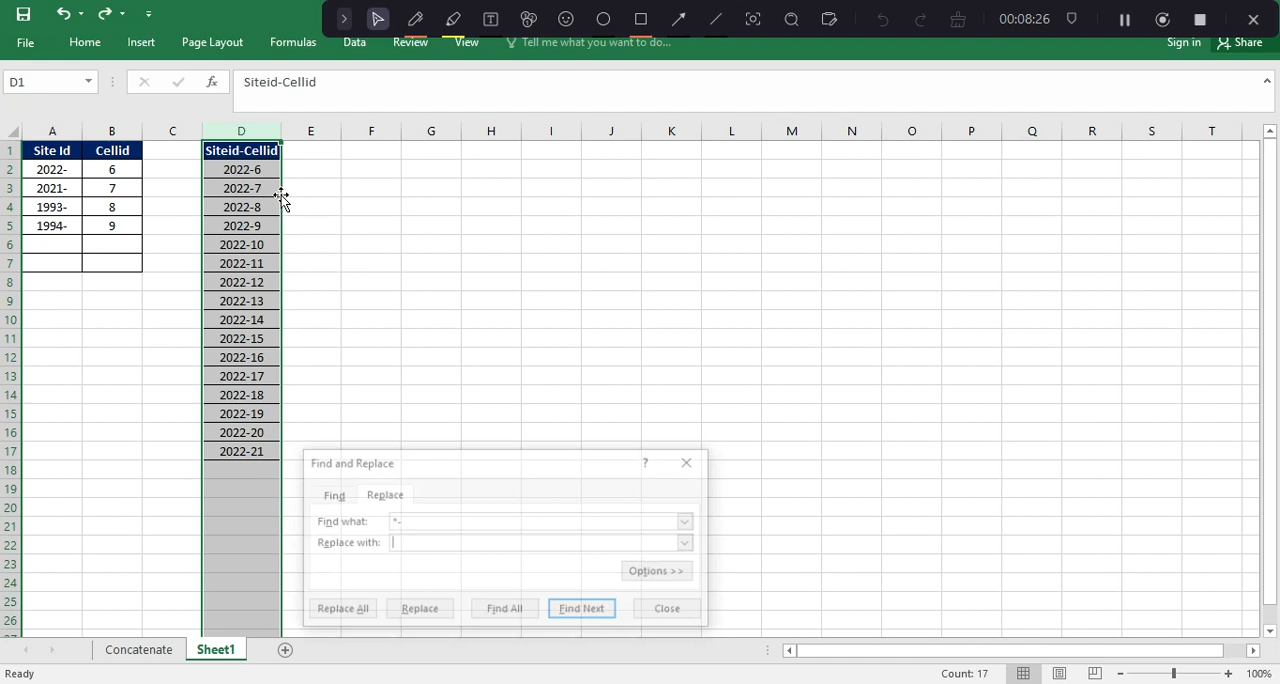 00:08:26
File Home Insert Page Layout Formulas Data Review View Tell me what you want to do... Sign in Share
D1 fx Siteid-Cellid
A B C D E F G H I J K L M N O P Q R S T
1 Site Id Cellid Siteid-Cellid
2 2022- 6 2022-6
3 2021- 7 2022-7
4 1993- 8 2022-8
5 1994- 9 2022-9
6 2022-10
7 2022-11
8 2022-12
9 2022-13
10 2022-14
11 2022-15
12 2022-16
13 2022-17
14 2022-18
15 2022-19
16 2022-20
17 2022-21
18
19
20
21
22
23
24
25
26
Find and Replace ?
Find Replace
Find what: *-
Replace with:
Options >>
Replace All Replace Find All Find Next Close
Concatenate Sheet1
Ready Count: 17 100%